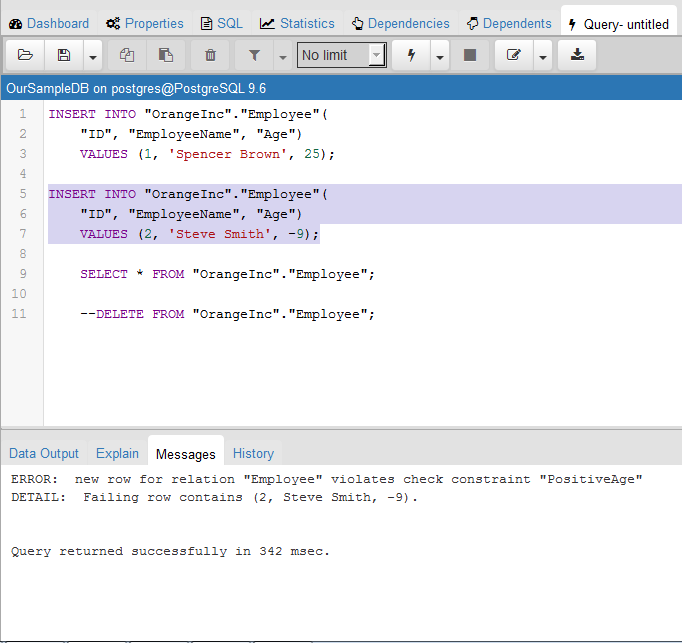 Dashboard Properties SQL Statistics Dependencies Dependents Query- untitled
No limit
OurSampleDB on postgres@PostgreSQL 9.6
1 INSERT INTO "OrangeInc"."Employee"(
2 "ID", "EmployeeName", "Age")
3 VALUES (1, 'Spencer Brown', 25);
4
5 INSERT INTO "OrangeInc"."Employee"(
6 "ID", "EmployeeName", "Age")
7 VALUES (2, 'Steve Smith', -9);
8
9 SELECT * FROM "OrangeInc"."Employee";
10
11 --DELETE FROM "OrangeInc"."Employee";
Data Output Explain Messages History
ERROR: new row for relation "Employee" violates check constraint "PositiveAge"
DETAIL: Failing row contains (2, Steve Smith, -9).
Query returned successfully in 342 msec.